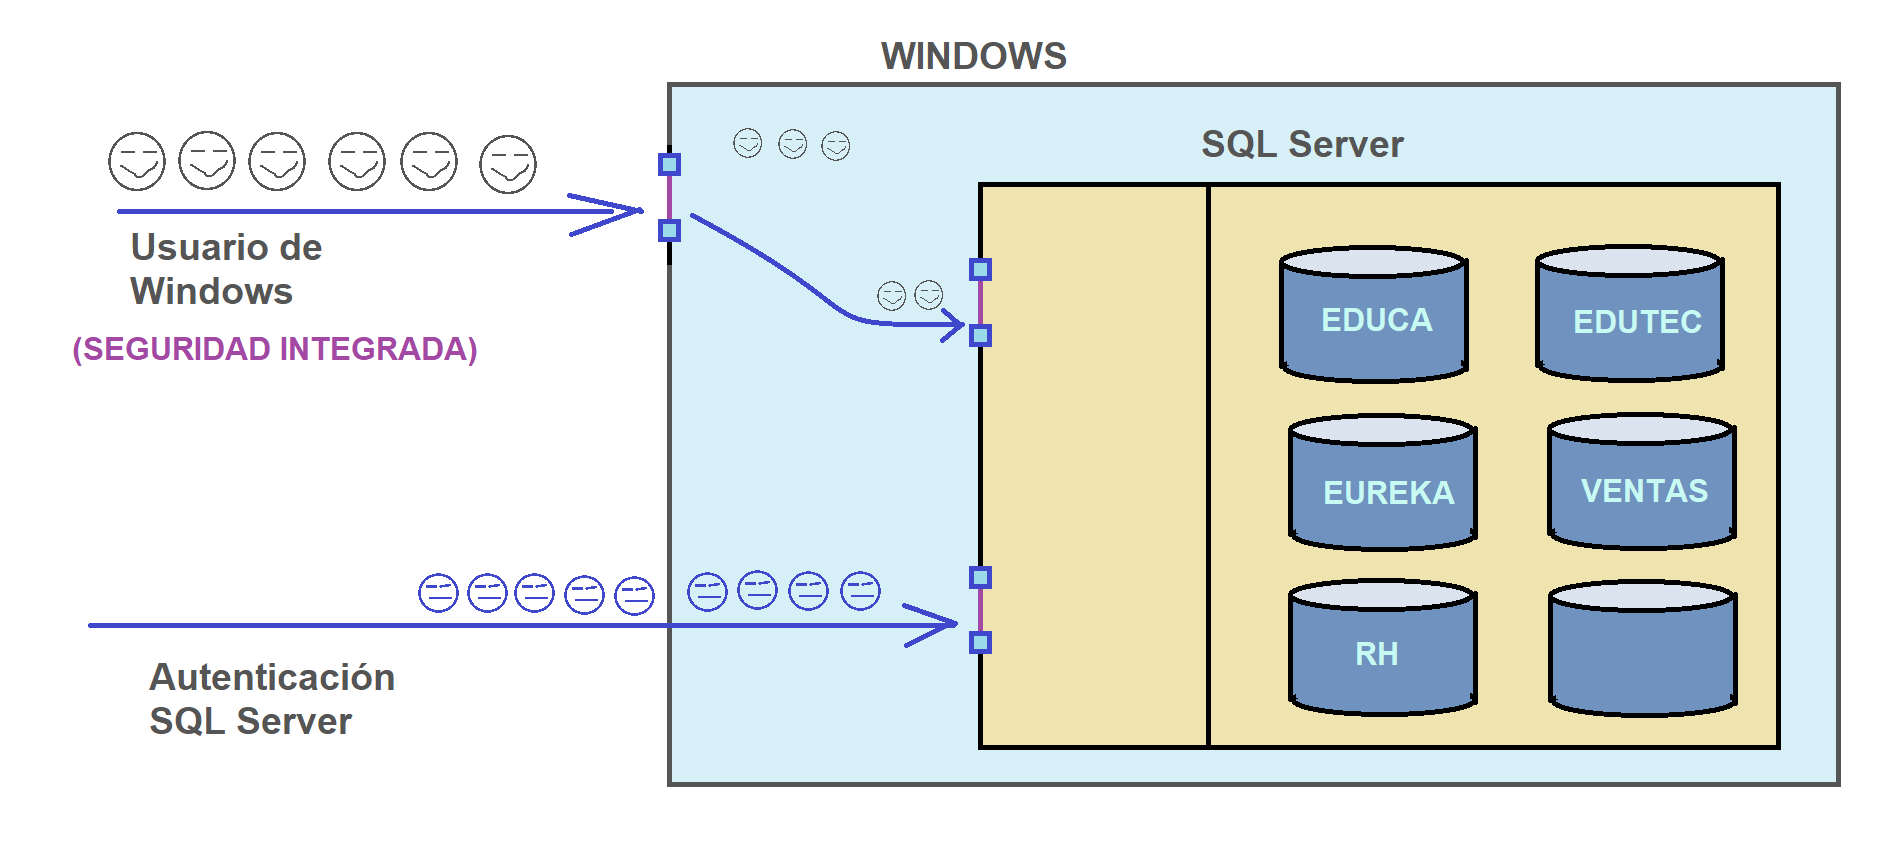 WINDOWS
SQL Server
Usuario de
Windows
(SEGURIDAD INTEGRADA)
EDUCA
EDUTEC
EUREKA
VENTAS
RH
Autenticación
SQL Server